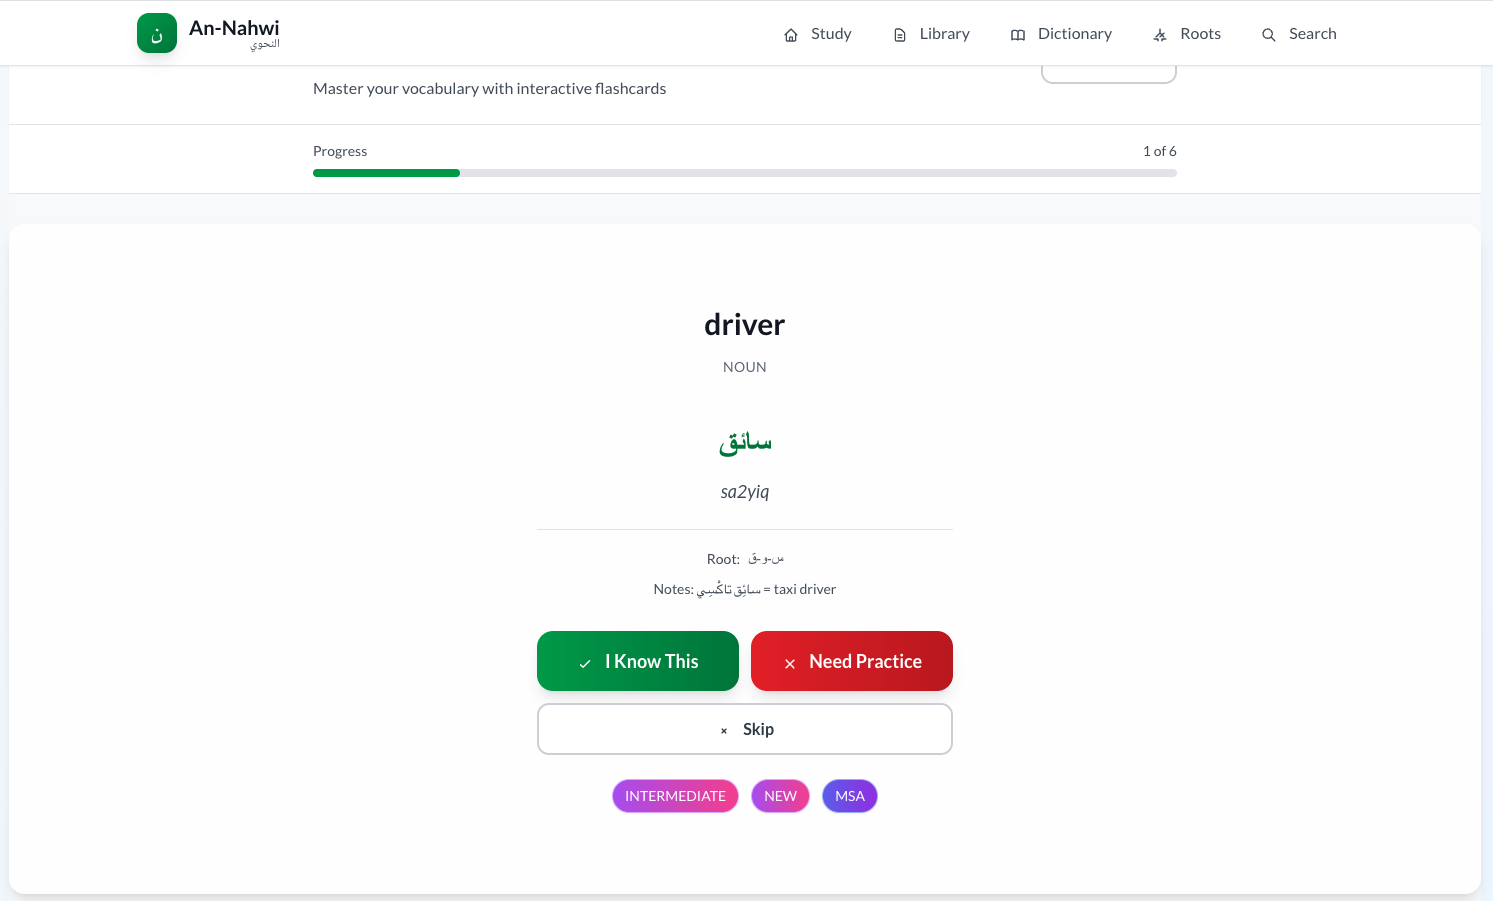 ن An-Nahwi
النحوي
Study Library Dictionary Roots Search
Master your vocabulary with interactive flashcards
Progress 1 of 6
driver
NOUN
سائق
sa2yiq
Root: س-و-ق
Notes: سائِق تاكْسِي = taxi driver
I Know This Need Practice
Skip
INTERMEDIATE NEW MSA